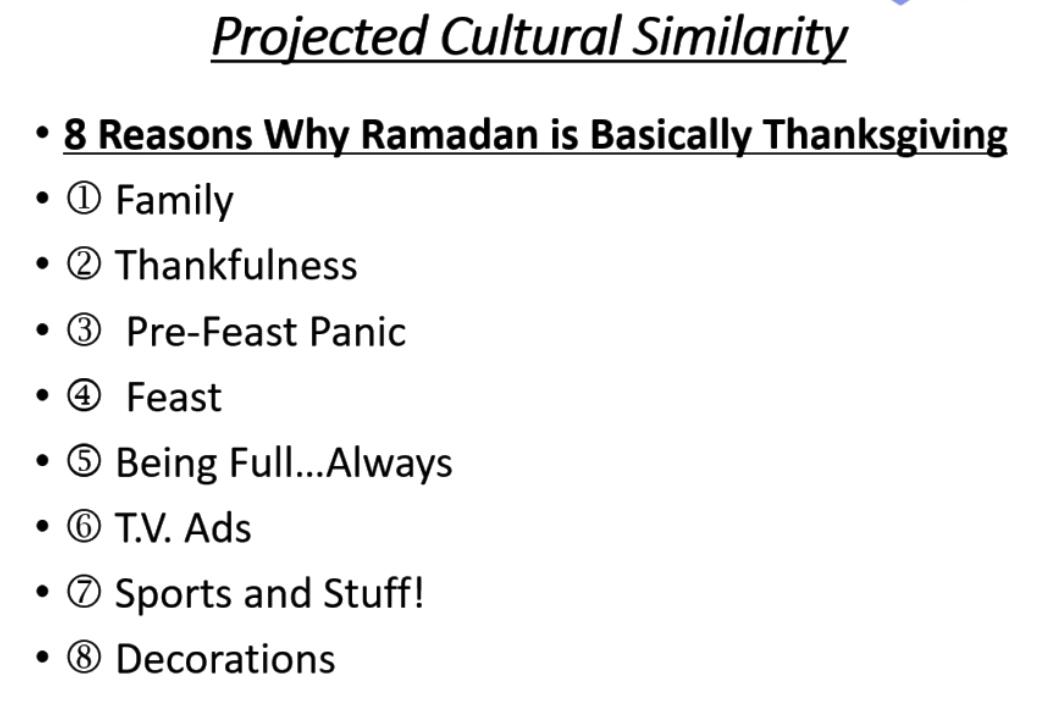 Projected Cultural Similarity
• 8 Reasons Why Ramadan is Basically Thanksgiving
• ① Family
• ② Thankfulness
• ③ Pre-Feast Panic
• ④ Feast
• ⑤ Being Full...Always
• ⑥ T.V. Ads
• ⑦ Sports and Stuff!
• ⑧ Decorations